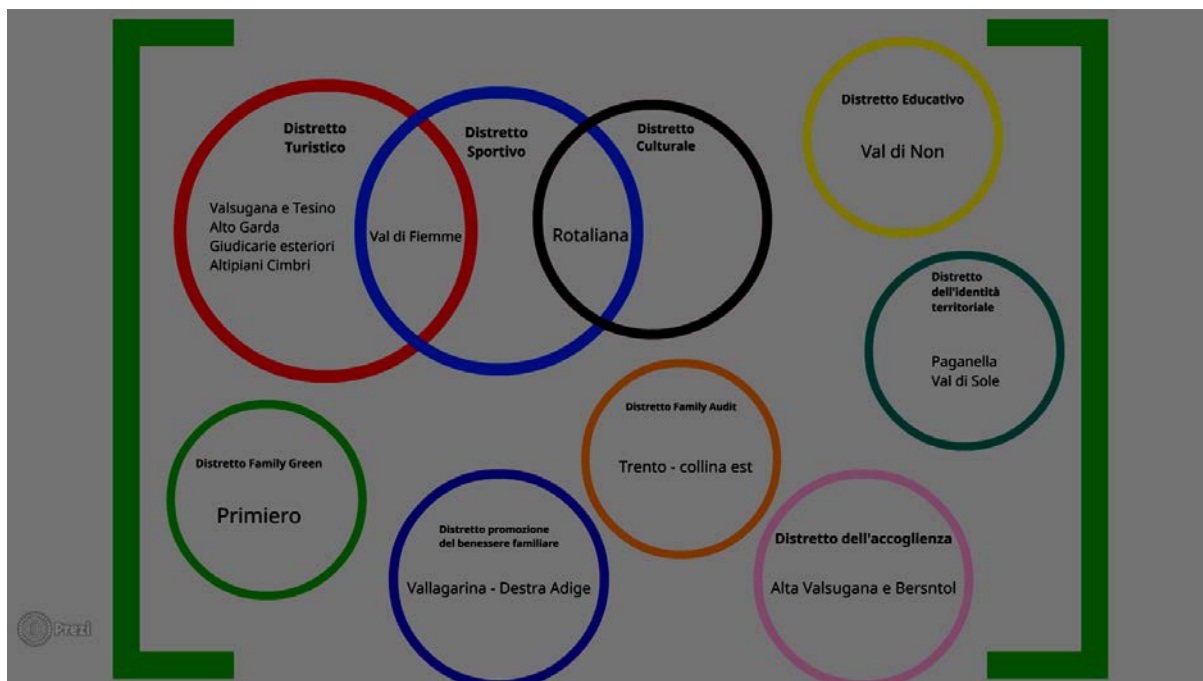 Distretto
Turistico
Valsugana e Tesino
Alto Garda
Giudicarie esteriori
Altipiani Cimbri
Val di Fiemme
Distretto
Sportivo
Rotaliana
Distretto
Culturale
Distretto Educativo
Val di Non
Distretto
dell'identità
territoriale
Paganella
Val di Sole
Distretto Family Green
Primiero
Distretto promozione
del benessere familiare
Vallagarina - Destra Adige
Distretto Family Audit
Trento - collina est
Distretto dell'accoglienza
Alta Valsugana e Bersntol
Prezi